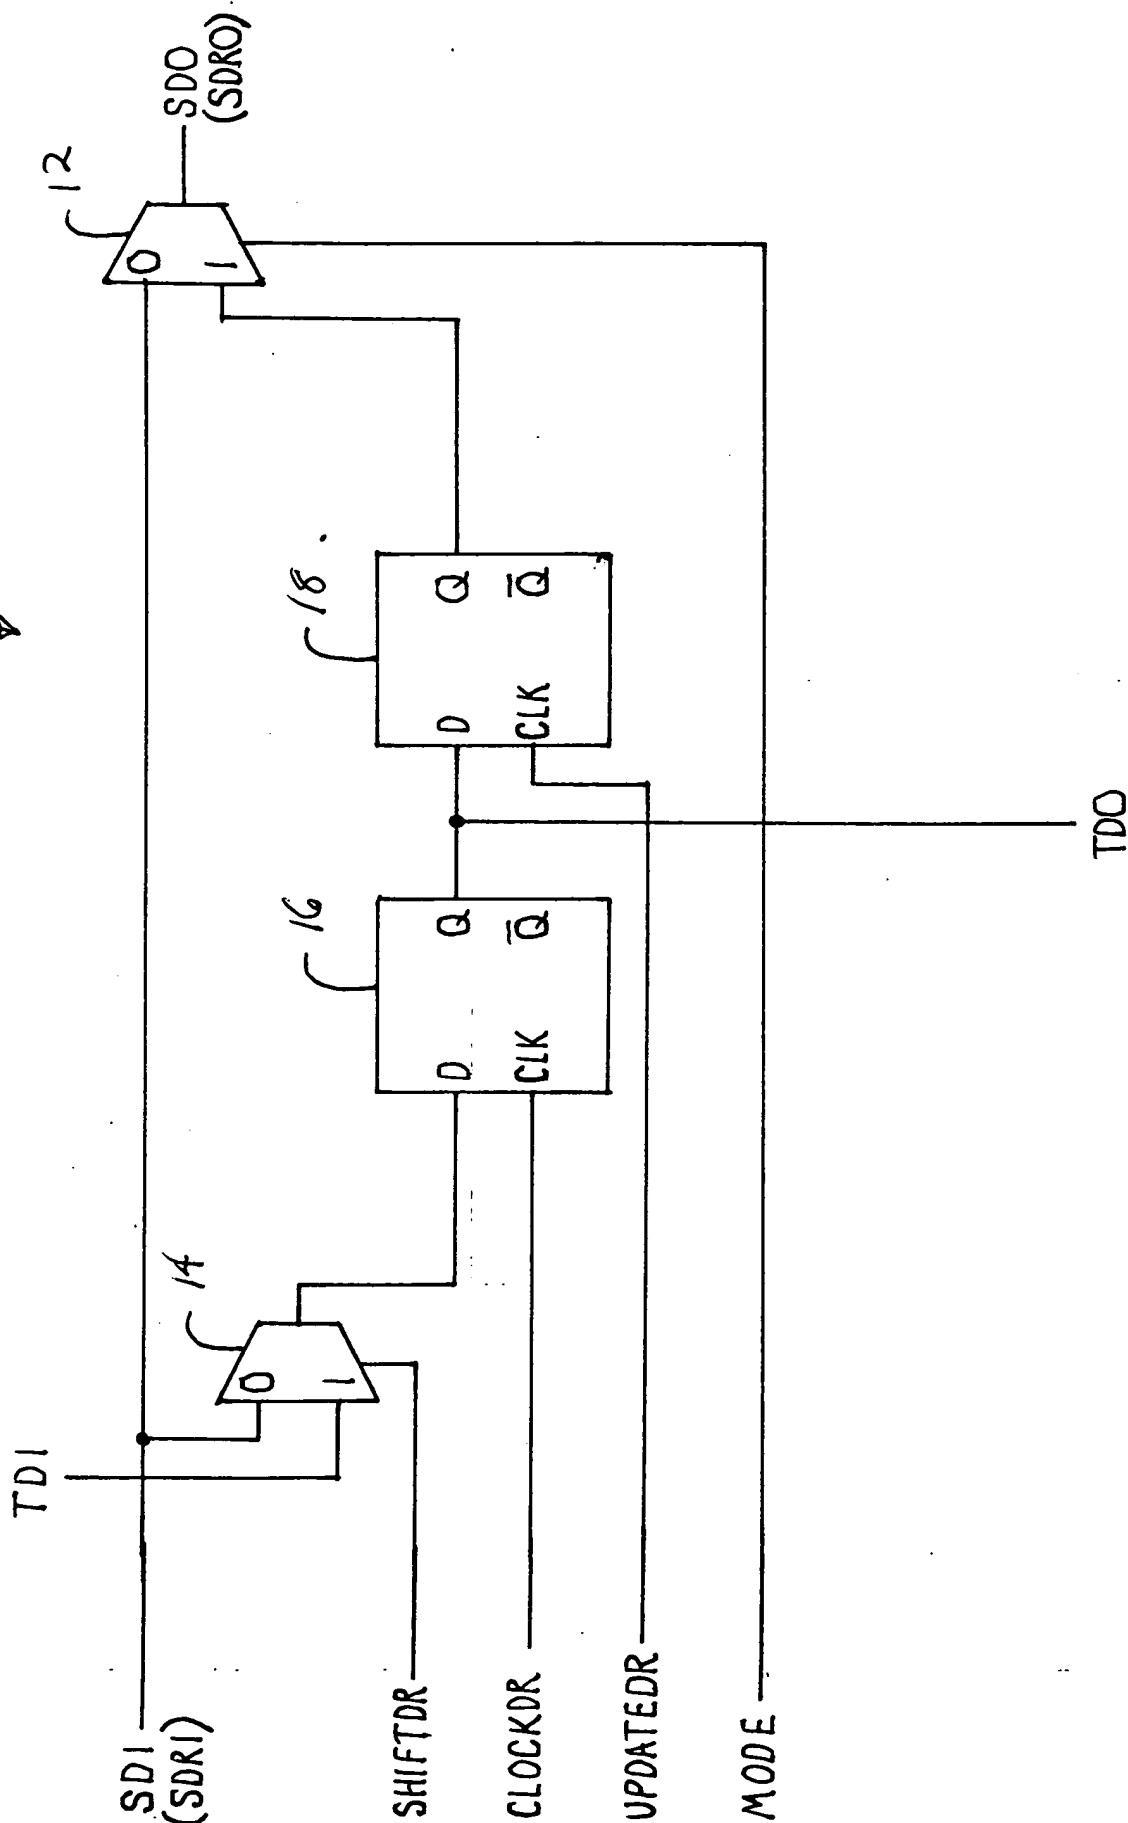 TDI
SDI
(SDRI)
SHIFTDR
CLOCKDR
UPDATEDR
MODE
14
0
1
16
D
Q
CLK
Q̅
18
D
Q
CLK
Q̅
12
0
1
SDO
(SDRO)
TDO